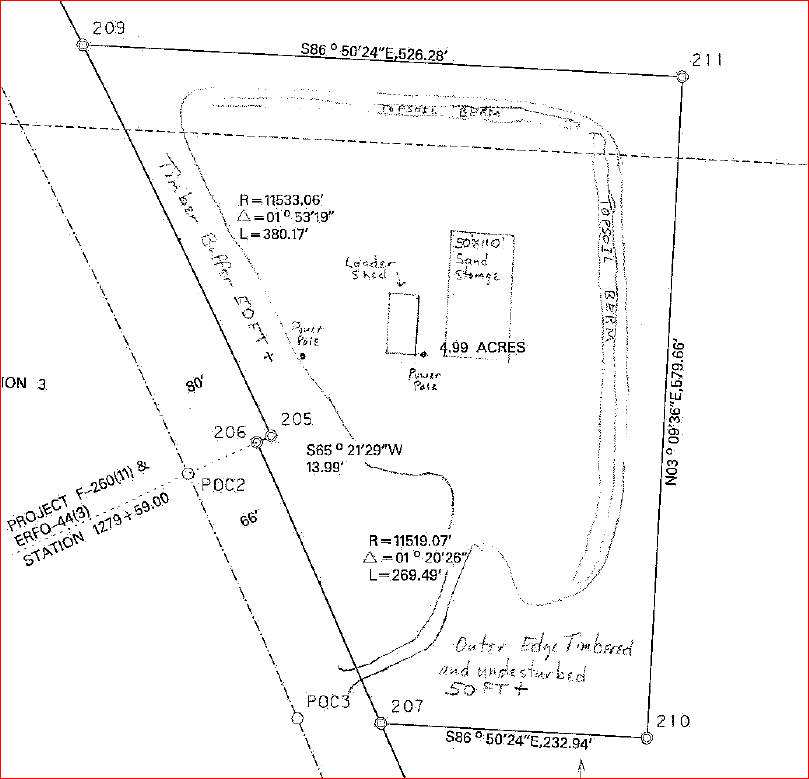 209
S86°50'24"E,526.28'
211
TOPSOIL BERM
Timber Buffer 50FT +
R=11533.06'
△=01°53'19"
L=380.17'
TOPSOIL BERM
50'X110'
Sand
Storage
Loader
Shed
Power
Pole
4.99 ACRES
Power
Pole
N03°09'36"E,579.66'
ION 3
80'
205
206
S65°21'29"W
13.99'
POC2
PROJECT F-260(11) &
ERFO-44(3)
STATION 1279+59.00
66'
R=11519.07'
△=01°20'26"
L=269.49'
Outer Edge Timbered
and undesturbed
50 FT +
POC3
207
210
S86°50'24"E,232.94'